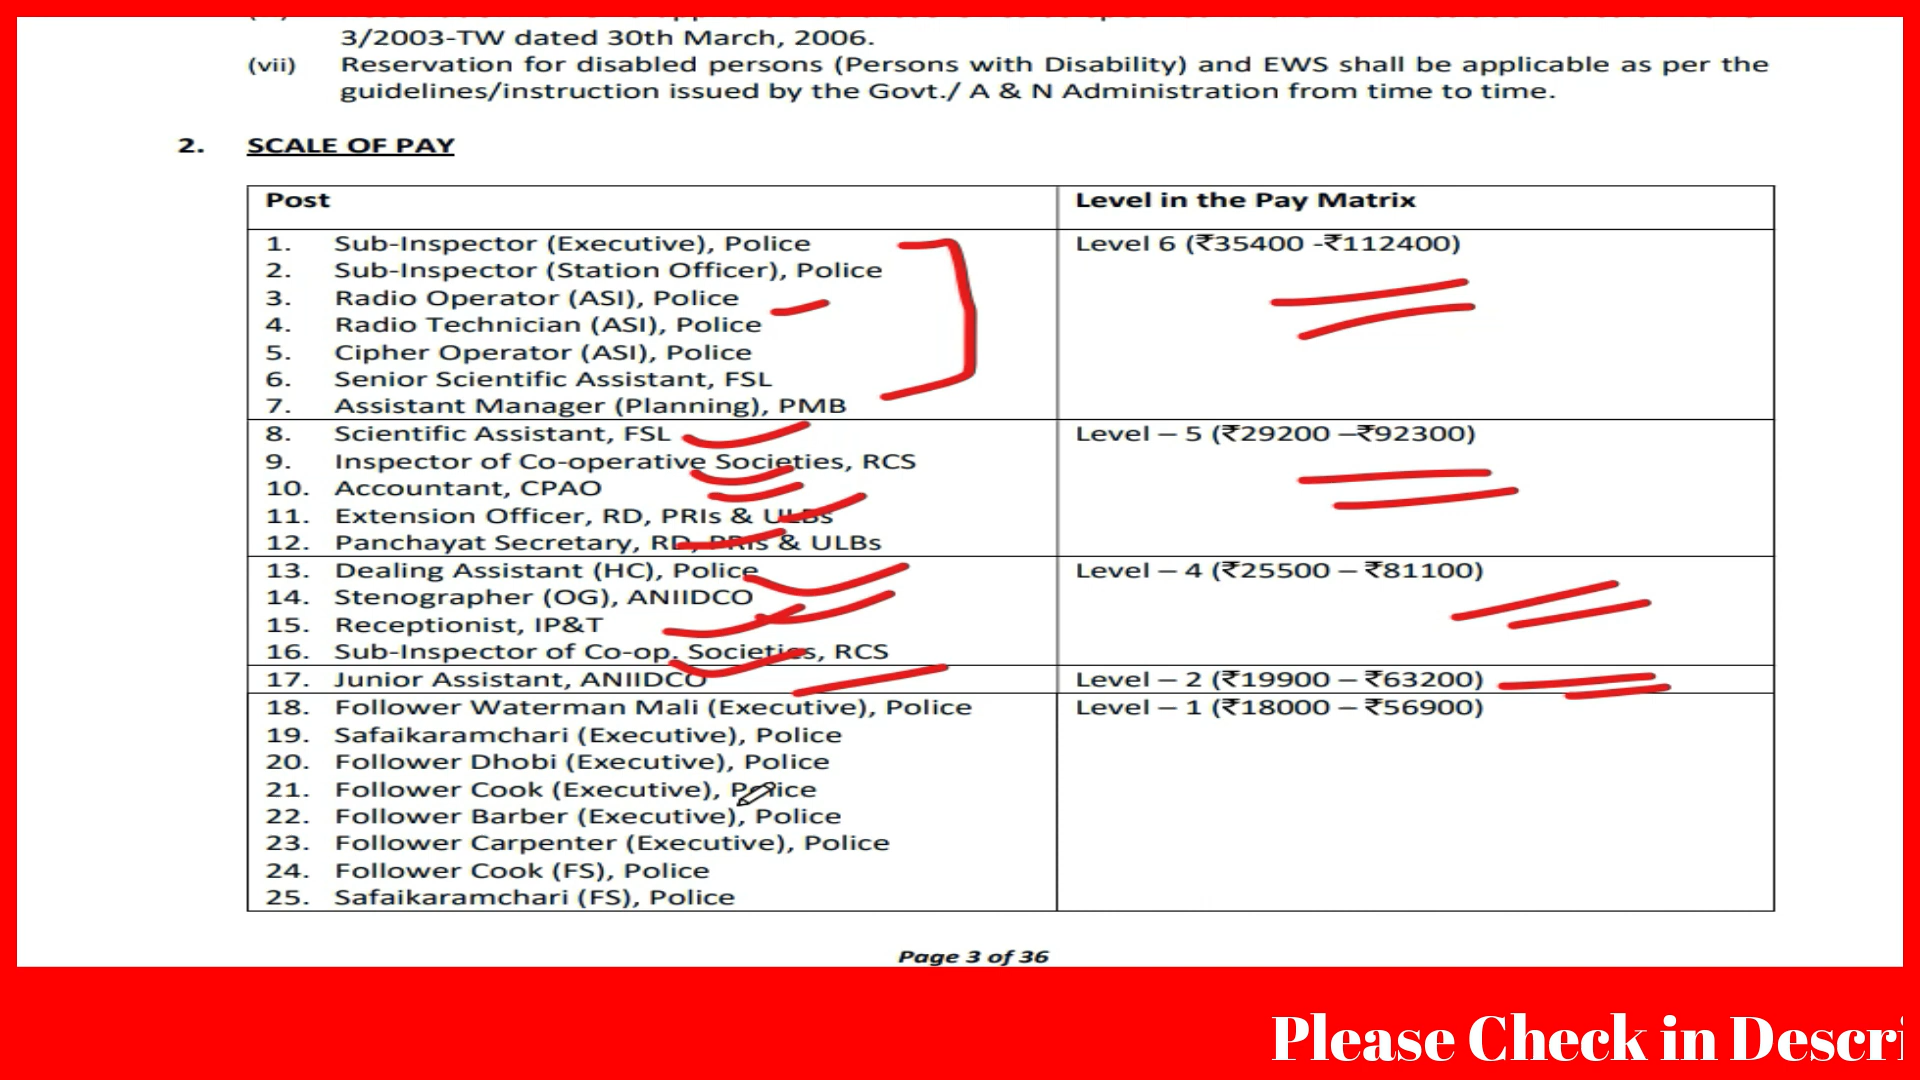 3/2003-TW dated 30th March, 2006.
(vii) Reservation for disabled persons (Persons with Disability) and EWS shall be applicable as per the
guidelines/instruction issued by the Govt./ A & N Administration from time to time.
2. SCALE OF PAY
Post Level in the Pay Matrix
1. Sub-Inspector (Executive), Police Level 6 (₹35400 -₹112400)
2. Sub-Inspector (Station Officer), Police
3. Radio Operator (ASI), Police
4. Radio Technician (ASI), Police
5. Cipher Operator (ASI), Police
6. Senior Scientific Assistant, FSL
7. Assistant Manager (Planning), PMB
8. Scientific Assistant, FSL Level – 5 (₹29200 –₹92300)
9. Inspector of Co-operative Societies, RCS
10. Accountant, CPAO
11. Extension Officer, RD, PRIs & ULBs
12. Panchayat Secretary, RD, PRIs & ULBs
13. Dealing Assistant (HC), Police Level – 4 (₹25500 – ₹81100)
14. Stenographer (OG), ANIIDCO
15. Receptionist, IP&T
16. Sub-Inspector of Co-op. Societies, RCS
17. Junior Assistant, ANIIDCO Level – 2 (₹19900 – ₹63200)
18. Follower Waterman Mali (Executive), Police Level – 1 (₹18000 – ₹56900)
19. Safaikaramchari (Executive), Police
20. Follower Dhobi (Executive), Police
21. Follower Cook (Executive), Police
22. Follower Barber (Executive), Police
23. Follower Carpenter (Executive), Police
24. Follower Cook (FS), Police
25. Safaikaramchari (FS), Police
Page 3 of 36
Please Check in Descri